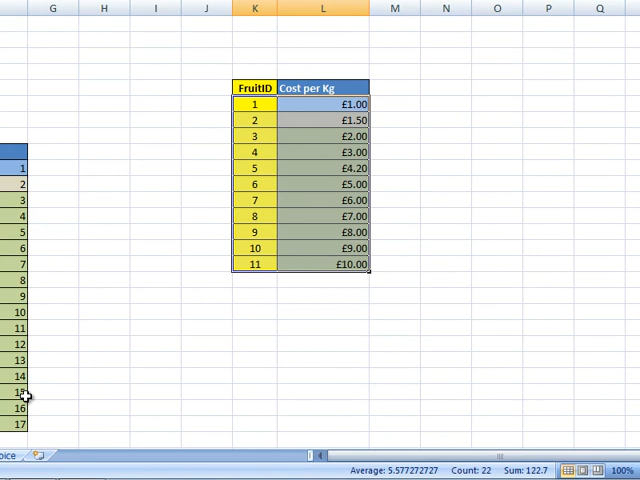 G H I J K L M N O P Q
FruitID Cost per Kg
1 £1.00
2 £1.50
3 £2.00
1 4 £3.00
2 5 £4.20
3 6 £5.00
4 7 £6.00
5 8 £7.00
6 9 £8.00
7 10 £9.00
8 11 £10.00
9
10
11
12
13
14
15
16
17
oice
Average: 5.577272727 Count: 22 Sum: 122.7 100%